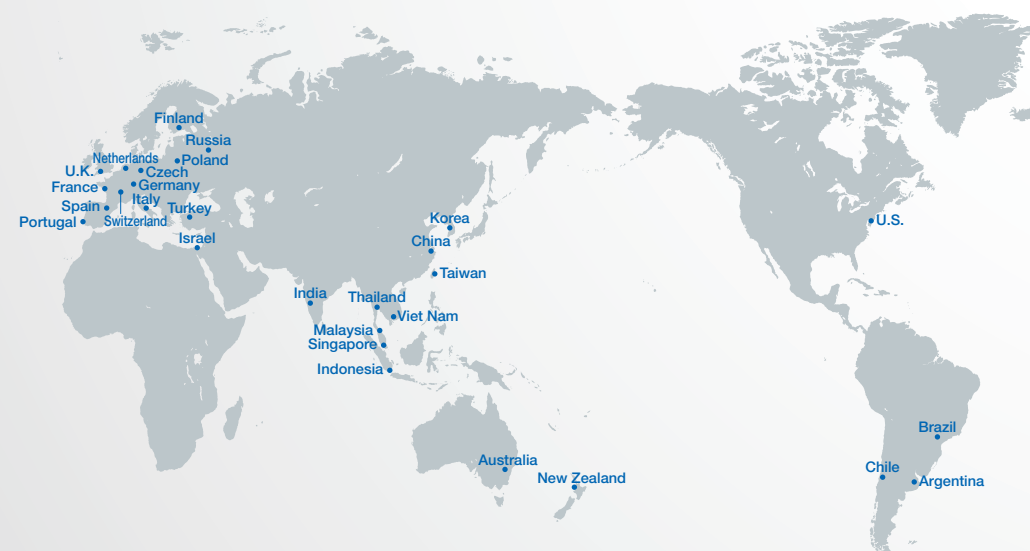 Finland
Russia
Netherlands
Poland
U.K.
Czech
France
Germany
Italy
Spain
Turkey
Portugal
Switzerland
Israel
Korea
U.S.
China
Taiwan
India
Thailand
Viet Nam
Malaysia
Singapore
Indonesia
Brazil
Australia
Chile
New Zealand
Argentina